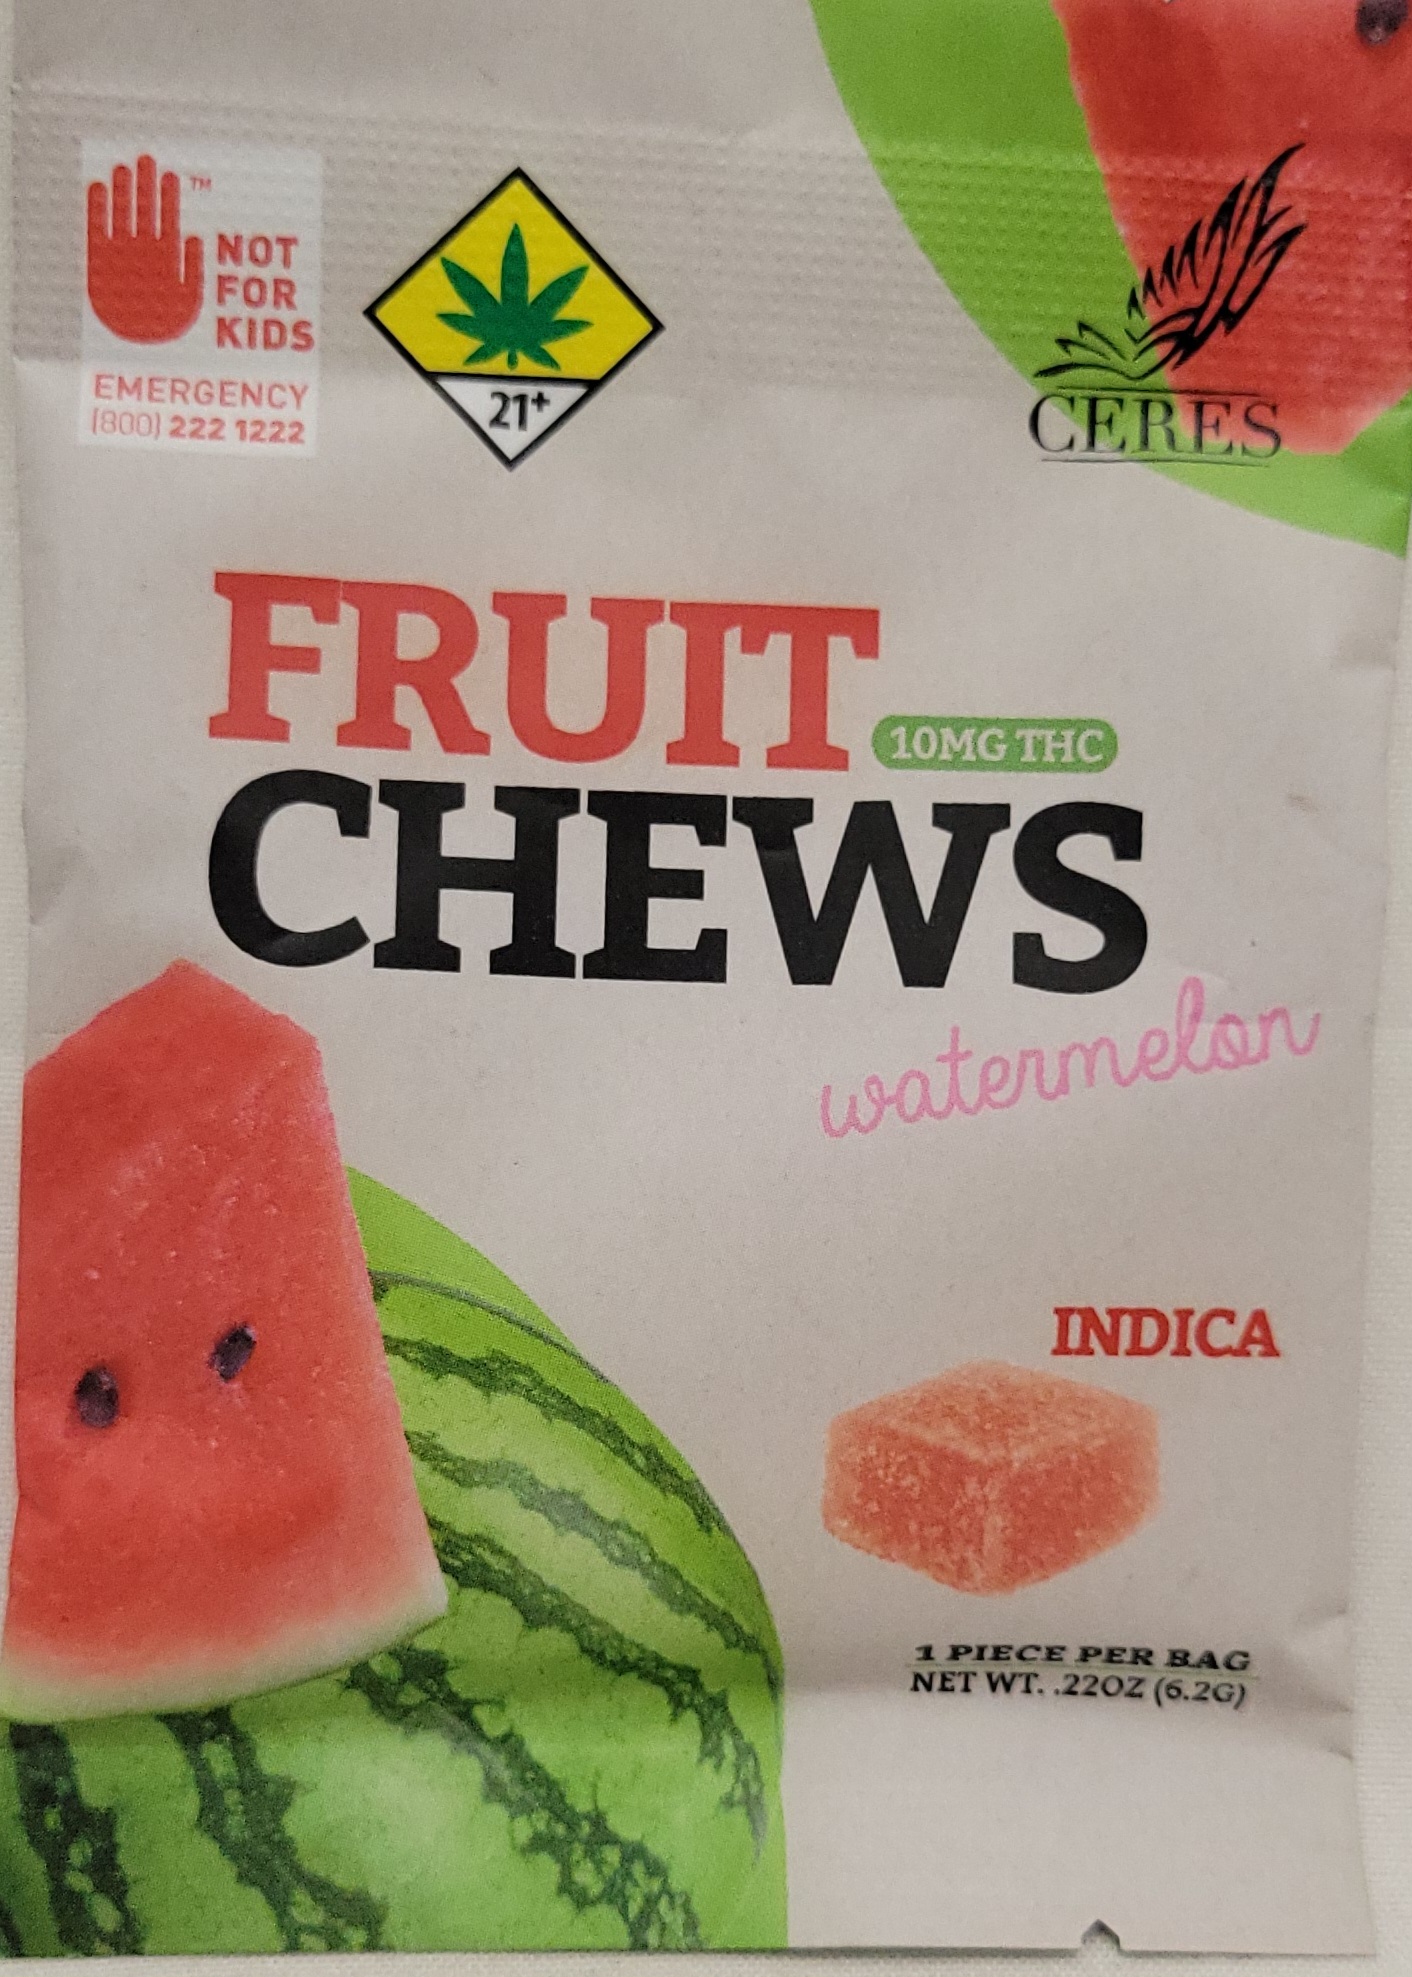 ™
NOT
FOR
KIDS
EMERGENCY
(800) 222 1222
21+
CERES
FRUIT
10MG THC
CHEWS
watermelon
INDICA
1 PIECE PER BAG
NET WT. .22OZ (6.2G)